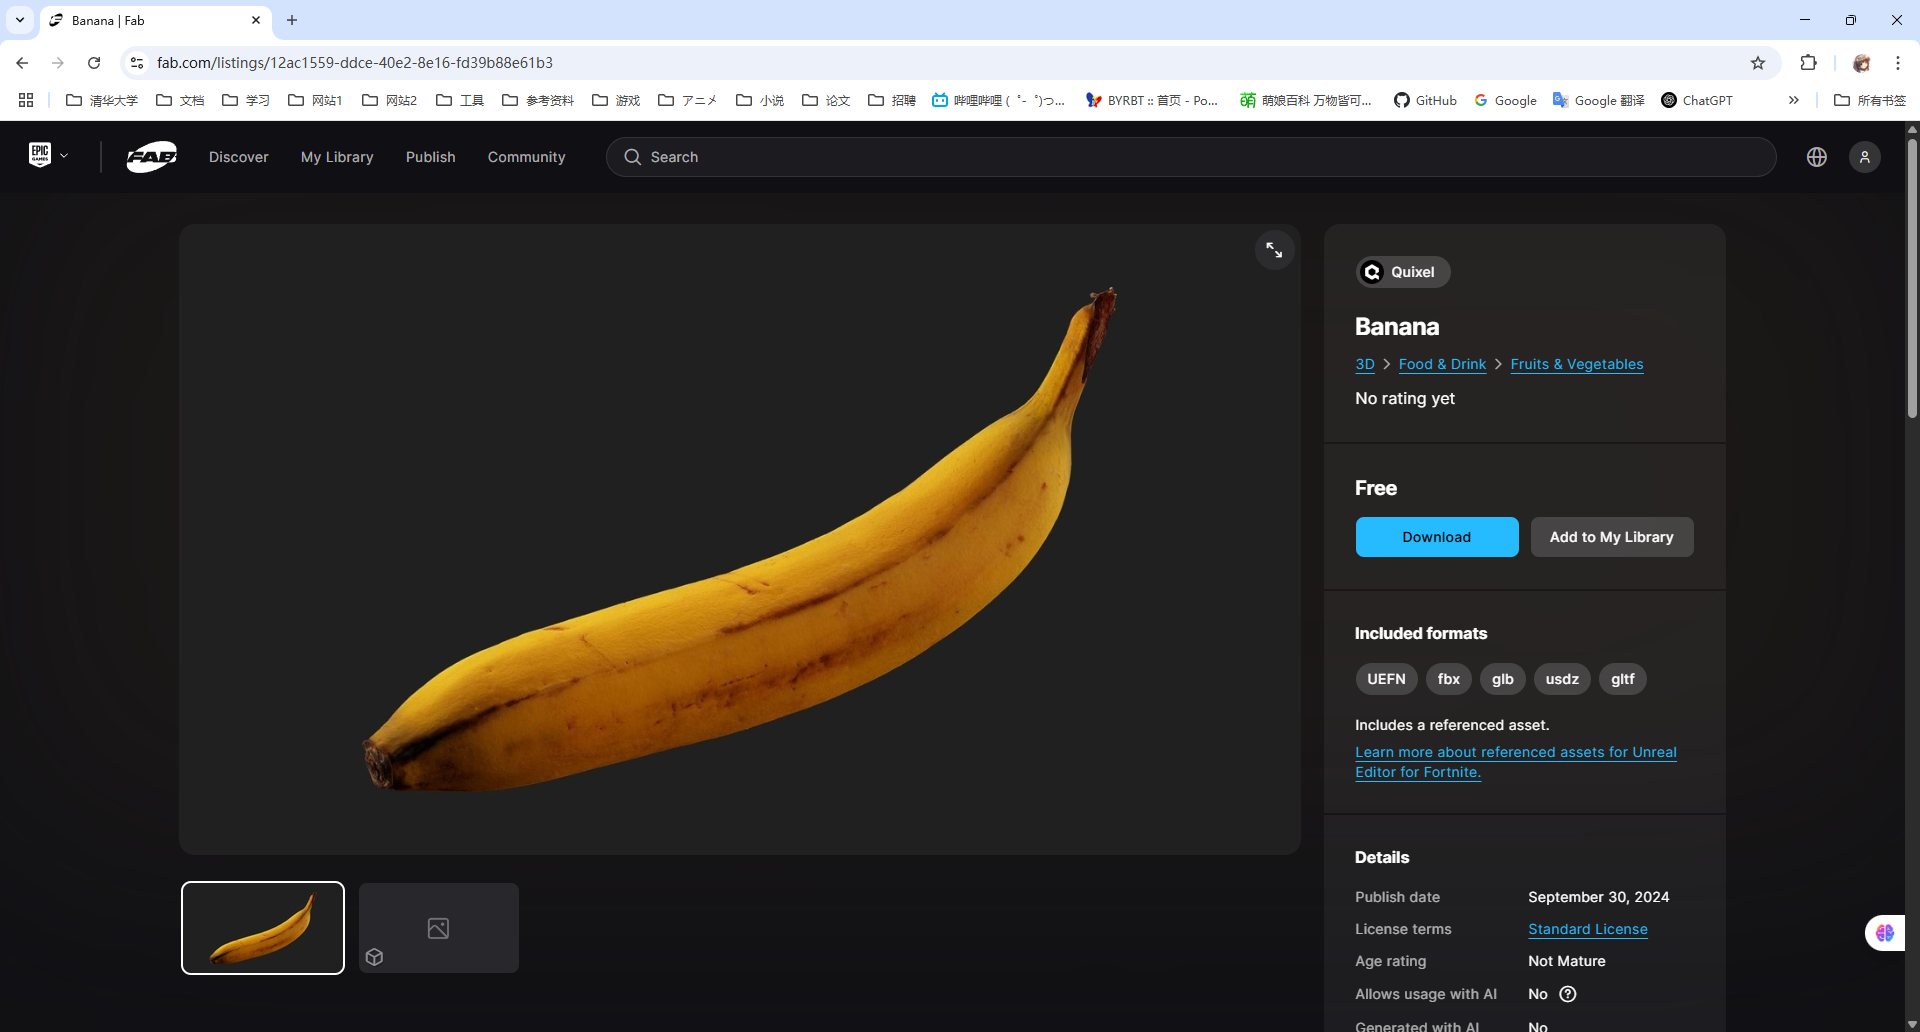 Banana | Fab
fab.com/listings/12ac1559-ddce-40e2-8e16-fd39b88e61b3
清华大学 文档 学习 网站1 网站2 工具 参考资料 游戏 アニメ 小说 论文 招聘 哔哩哔哩 ( ゜- ゜)つ... BYRBT :: 首页 - Po... 萌娘百科 万物皆可... GitHub Google Google 翻译 ChatGPT » 所有书签
EPIC GAMES FAB Discover My Library Publish Community Search
Quixel
Banana
3D > Food & Drink > Fruits & Vegetables
No rating yet
Free
Download Add to My Library
Included formats
UEFN fbx glb usdz gltf
Includes a referenced asset.
Learn more about referenced assets for Unreal
Editor for Fortnite.
Details
Publish date September 30, 2024
License terms Standard License
Age rating Not Mature
Allows usage with AI No
Generated with AI No